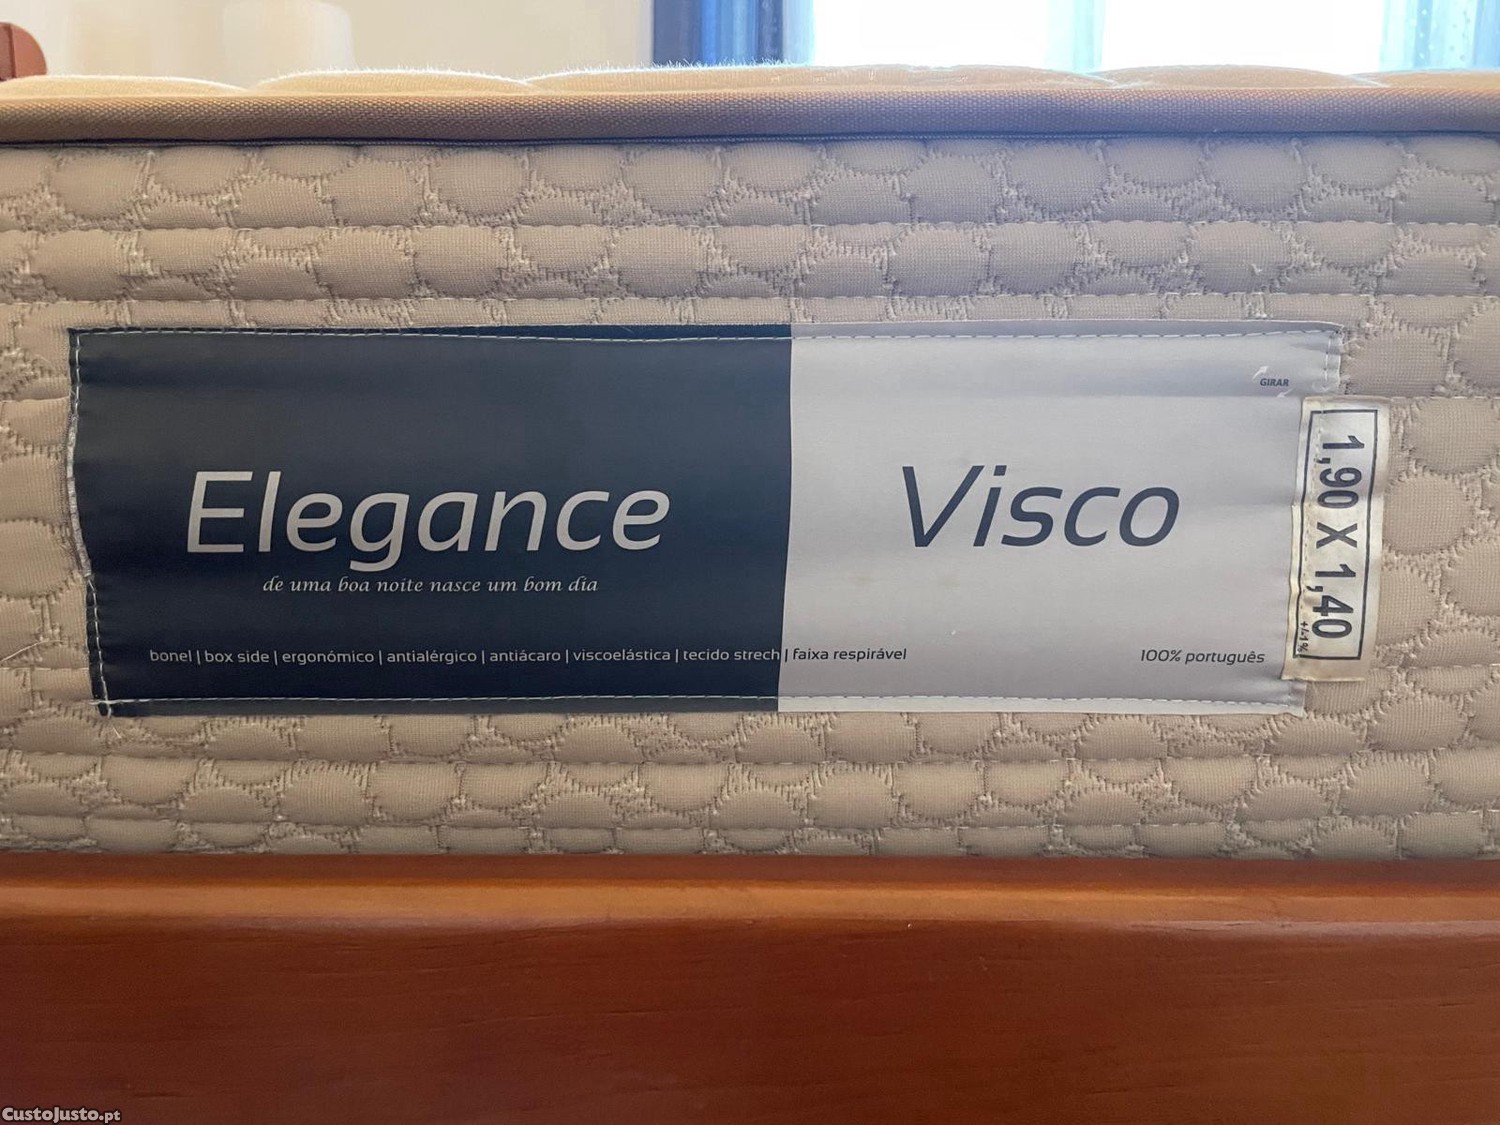 GIRAR
Elegance
Visco
de uma boa noite nasce um bom dia
bonel | box side | ergonómico | antialérgico | antiácaro | viscoelástica | tecido strech | faixa respirável
100% português
1,90 X 1,40
+/-1%
CustoJusto.pt